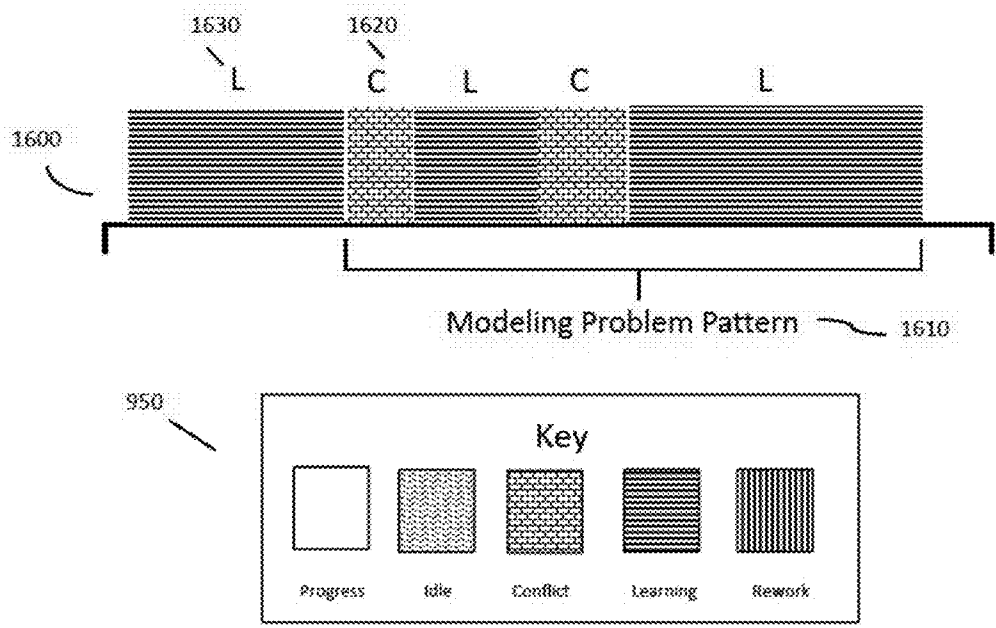 1630 1620
L C L C L
1600
Modeling Problem Pattern 1610
950
Key
Progress Idle Conflict Learning Rework